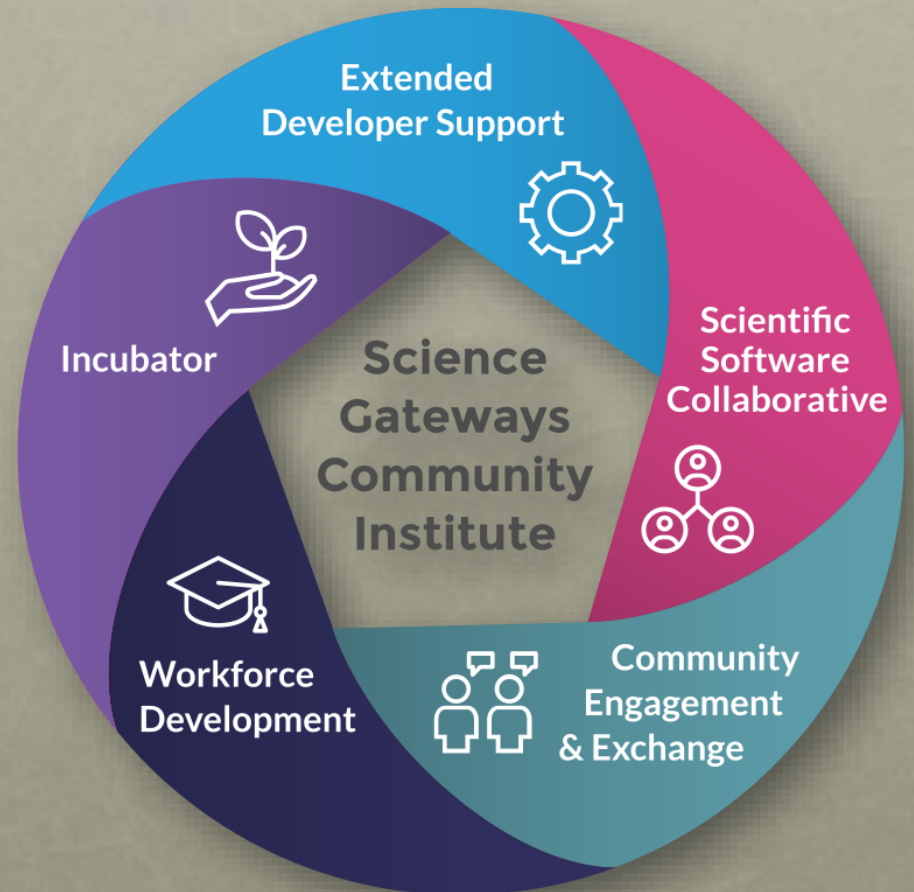 Extended
Developer Support
Scientific
Software
Collaborative
Community
Engagement
& Exchange
Workforce
Development
Incubator
Science
Gateways
Community
Institute